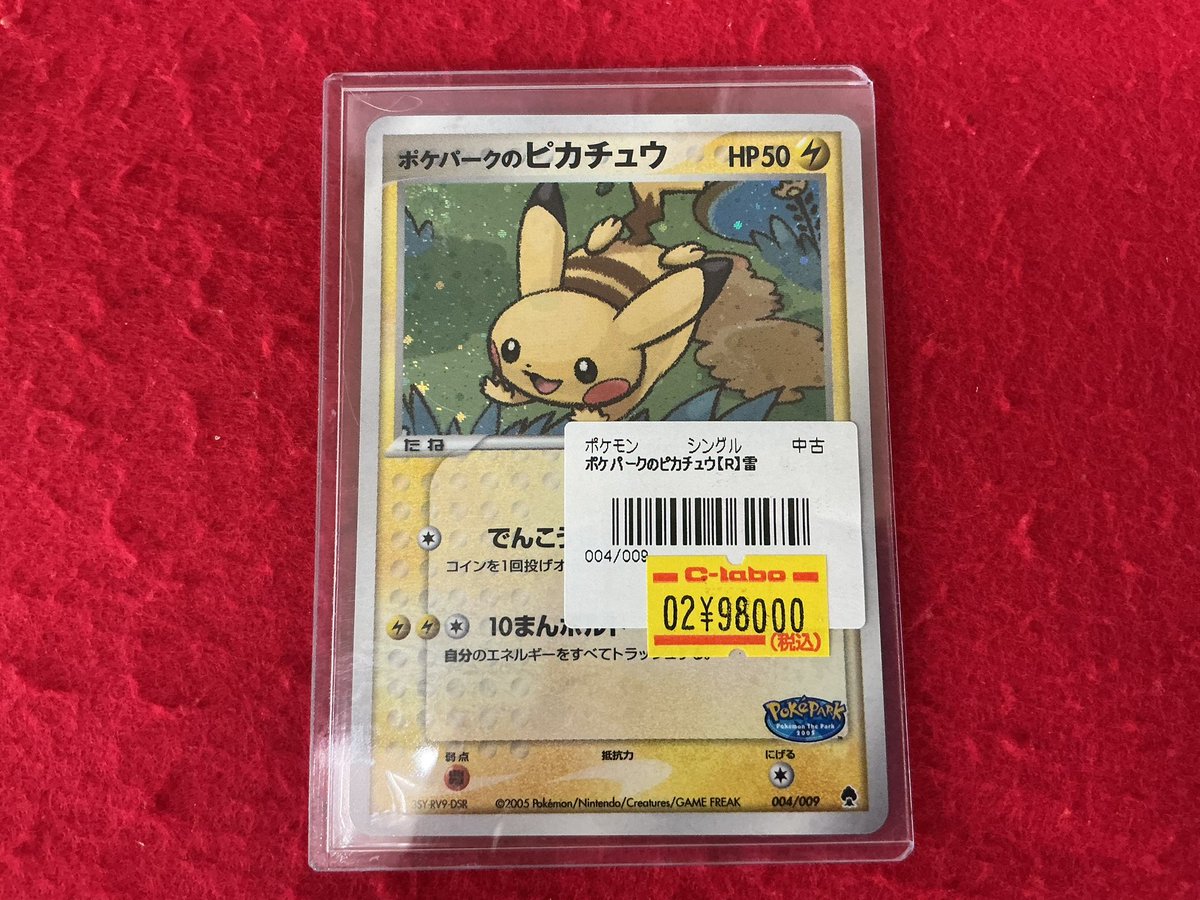 ポケパークのピカチュウ HP50
たね
ポケモン シングル 中古
ポケパークのピカチュウ【R】雷
004/009
C-labo
02¥98000
(税込)
でんこう
コインを1回投げオ
10まんボルト
自分のエネルギーをすべてトラッシュする。
POKéPARK
Pokémon The Park
2005
弱点 抵抗力 にげる
3SY-RV9-DSR ©2005 Pokémon/Nintendo/Creatures/GAME FREAK 004/009